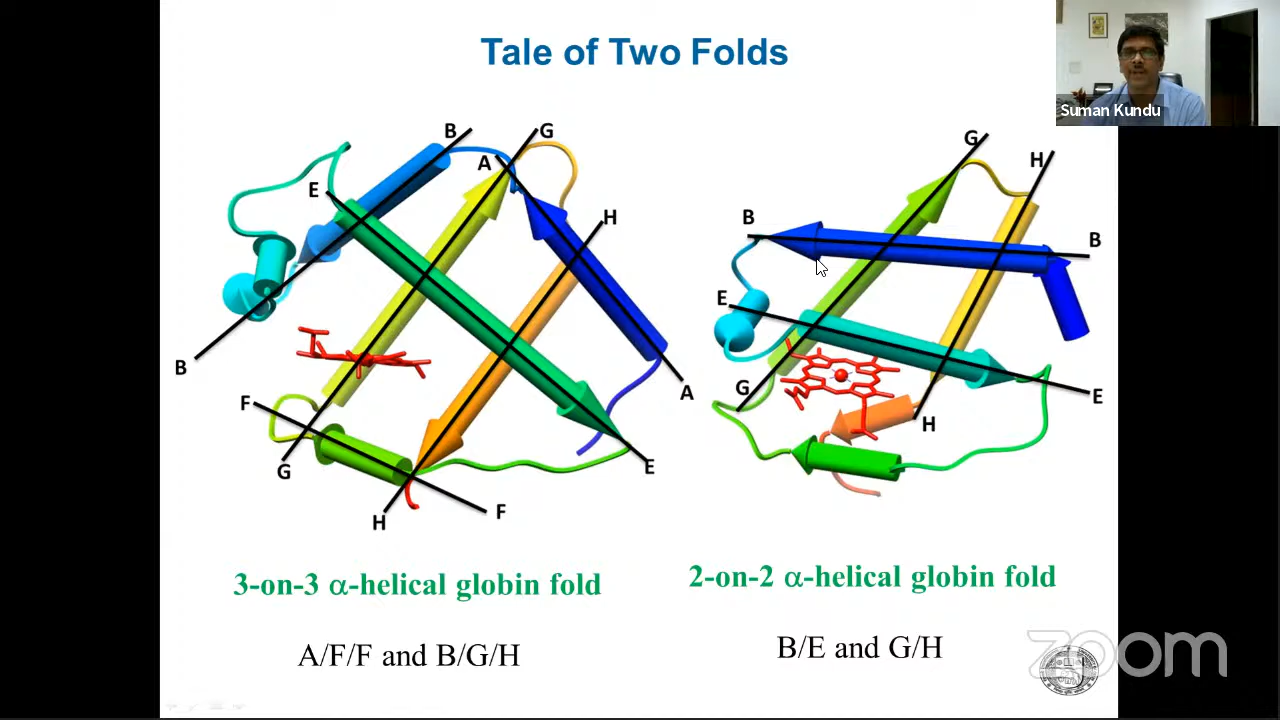 Tale of Two Folds
Suman Kundu
B
G
A
E
H
B
F
A
G
E
H
F
G
H
B
B
E
G
E
H
3-on-3 α-helical globin fold
2-on-2 α-helical globin fold
A/F/F and B/G/H
B/E and G/H
zoom